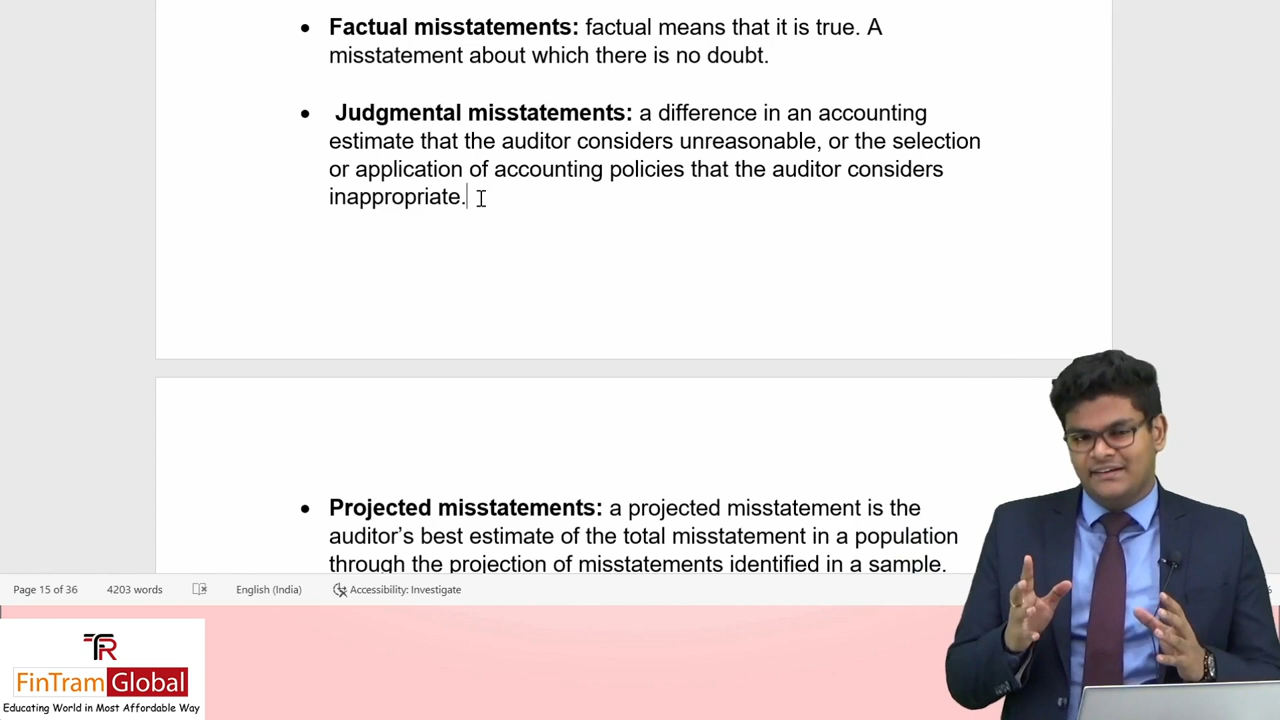 • Factual misstatements: factual means that it is true. A
misstatement about which there is no doubt.
• Judgmental misstatements: a difference in an accounting
estimate that the auditor considers unreasonable, or the selection
or application of accounting policies that the auditor considers
inappropriate.
• Projected misstatements: a projected misstatement is the
auditor's best estimate of the total misstatement in a population
through the projection of misstatements identified in a sample.
Page 15 of 36 4203 words English (India) Accessibility: Investigate
TR
FinTram Global
Educating World in Most Affordable Way